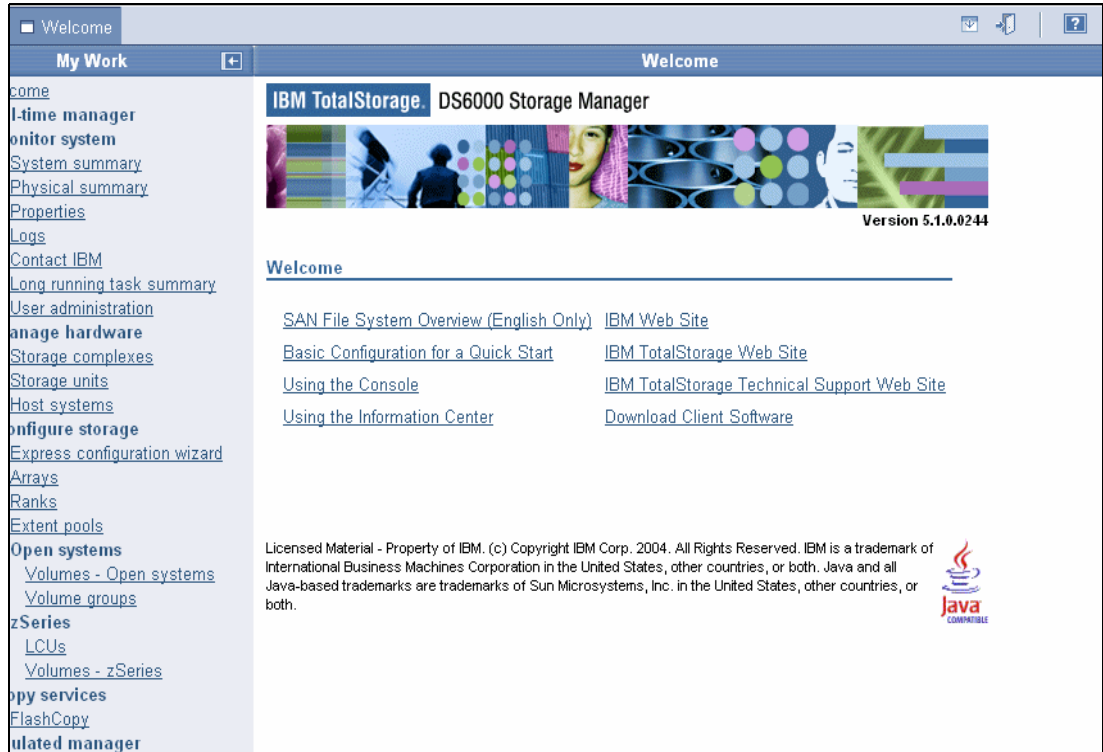 Welcome
?
My Work
Welcome
come
l-time manager
onitor system
System summary
Physical summary
Properties
Logs
Contact IBM
Long running task summary
User administration
anage hardware
Storage complexes
Storage units
Host systems
onfigure storage
Express configuration wizard
Arrays
Ranks
Extent pools
Open systems
Volumes - Open systems
Volume groups
zSeries
LCUs
Volumes - zSeries
opy services
FlashCopy
ulated manager
IBM TotalStorage. DS6000 Storage Manager
Version 5.1.0.0244
Welcome
SAN File System Overview (English Only) IBM Web Site
Basic Configuration for a Quick Start IBM TotalStorage Web Site
Using the Console IBM TotalStorage Technical Support Web Site
Using the Information Center Download Client Software
Licensed Material - Property of IBM. (c) Copyright IBM Corp. 2004. All Rights Reserved. IBM is a trademark of
International Business Machines Corporation in the United States, other countries, or both. Java and all
Java-based trademarks are trademarks of Sun Microsystems, Inc. in the United States, other countries, or
both.
Java
COMPATIBLE